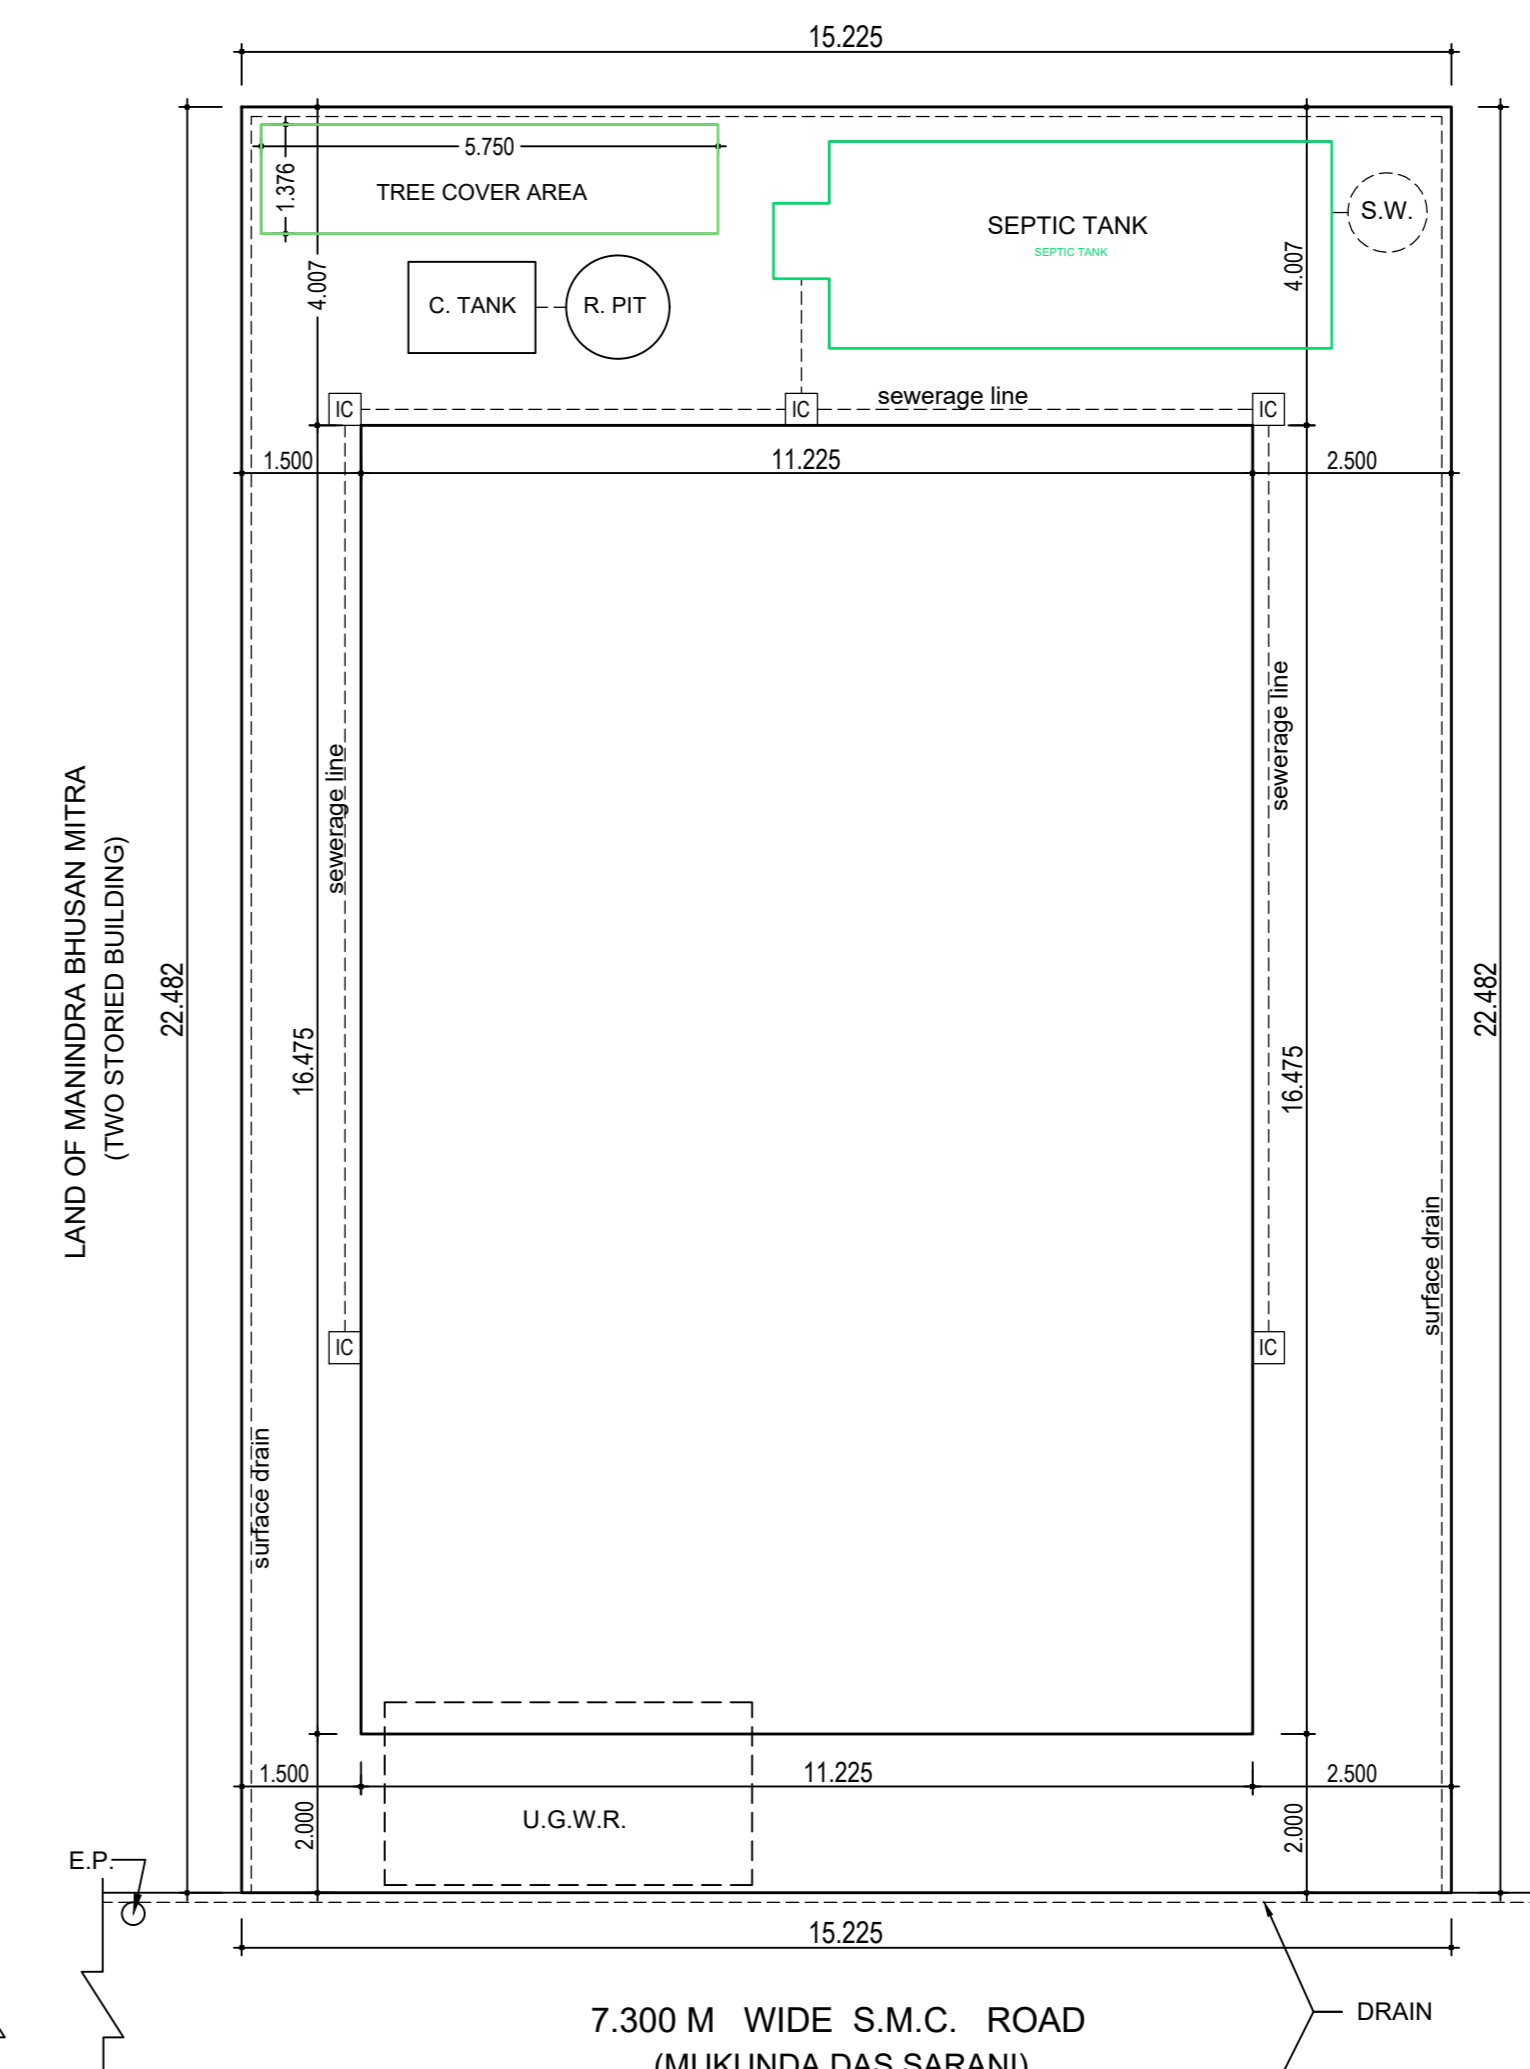 15.225
5.750
1.376
TREE COVER AREA
SEPTIC TANK
SEPTIC TANK
S.W.
4.007
4.007
C. TANK
R. PIT
sewerage line
IC
IC
IC
1.500
11.225
2.500
sewerage line
sewerage line
LAND OF MANINDRA BHUSAN MITRA
(TWO STORIED BUILDING)
22.482
22.482
16.475
16.475
surface drain
IC
IC
surface drain
1.500
11.225
2.500
2.000
U.G.W.R.
2.000
E.P.
15.225
7.300 M WIDE S.M.C. ROAD
DRAIN
(MUKUNDA DAS SARANI)